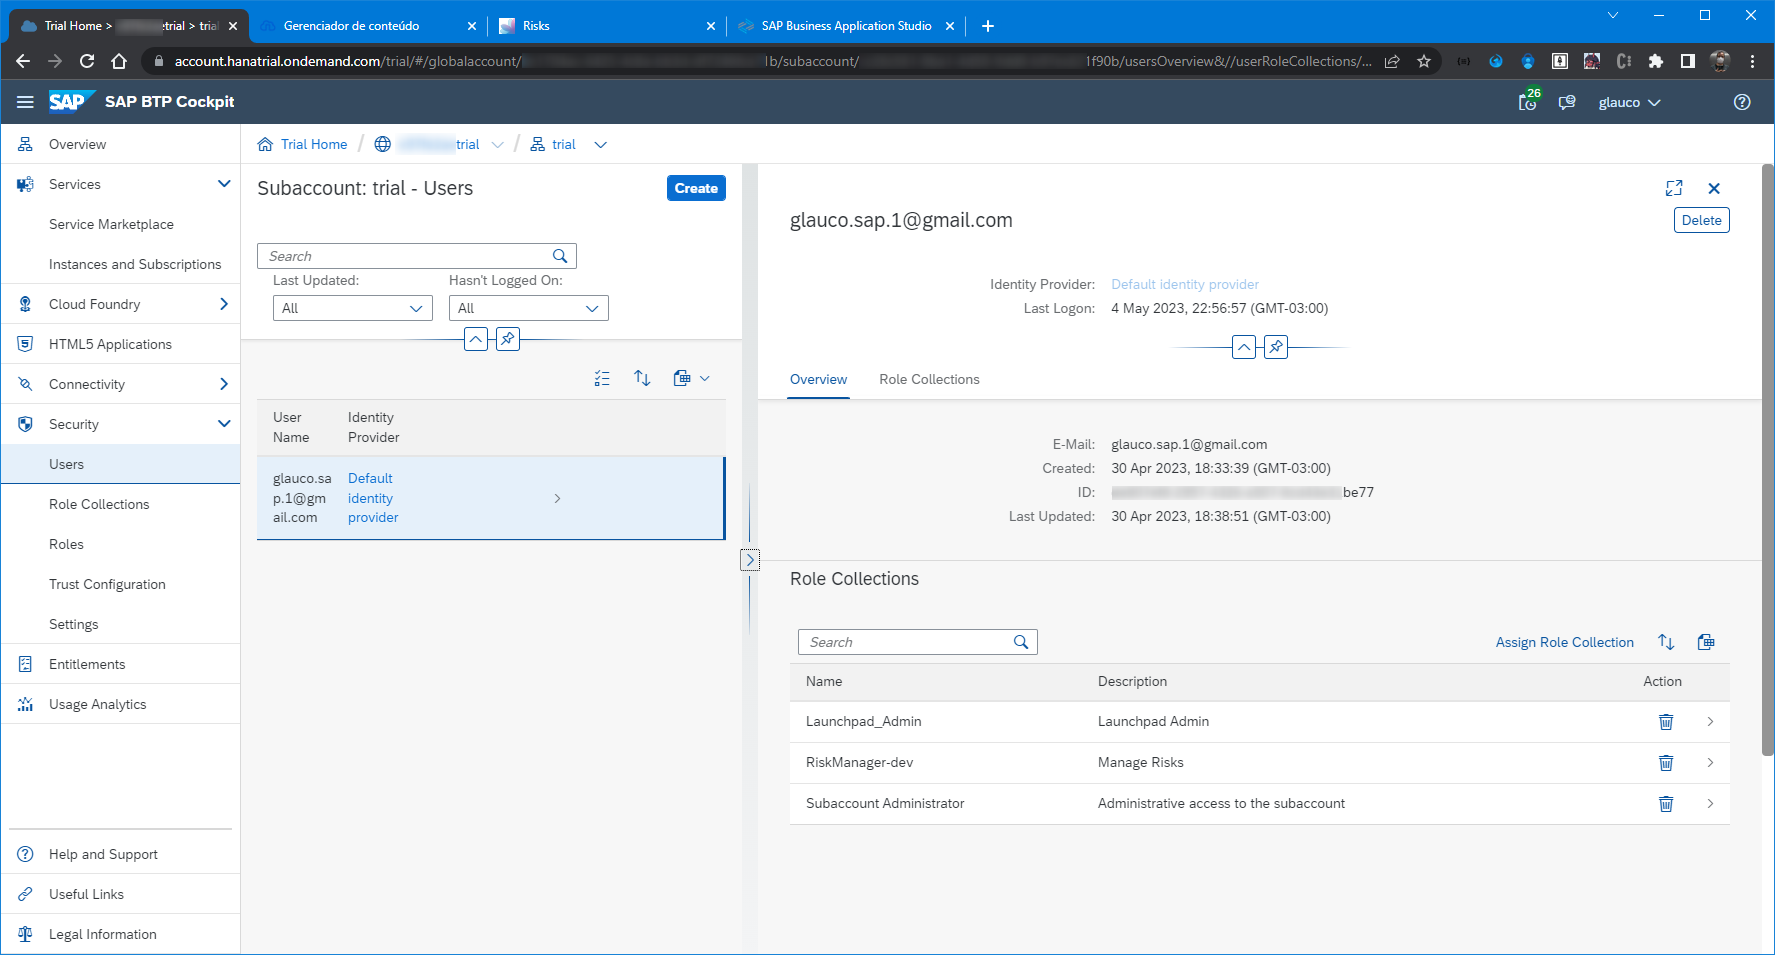 Trial Home > trial > trial
Gerenciador de conteúdo
Risks
SAP Business Application Studio
account.hanatrial.ondemand.com/trial/#/globalaccount/ 1b/subaccount/ 1f90b/usersOverview&//userRoleCollections/...
SAP SAP BTP Cockpit
26
glauco
Overview
Services
Service Marketplace
Instances and Subscriptions
Cloud Foundry
HTML5 Applications
Connectivity
Security
Users
Role Collections
Roles
Trust Configuration
Settings
Entitlements
Usage Analytics
Help and Support
Useful Links
Legal Information
Trial Home / trial / trial
Subaccount: trial - Users
Create
Search
Last Updated:
Hasn't Logged On:
All
All
User Name
Identity Provider
glauco.sa
p.1@gm
ail.com
Default
identity
provider
glauco.sap.1@gmail.com
Delete
Identity Provider: Default identity provider
Last Logon: 4 May 2023, 22:56:57 (GMT-03:00)
Overview
Role Collections
E-Mail: glauco.sap.1@gmail.com
Created: 30 Apr 2023, 18:33:39 (GMT-03:00)
ID: be77
Last Updated: 30 Apr 2023, 18:38:51 (GMT-03:00)
Role Collections
Search
Assign Role Collection
Name Description Action
Launchpad_Admin Launchpad Admin
RiskManager-dev Manage Risks
Subaccount Administrator Administrative access to the subaccount